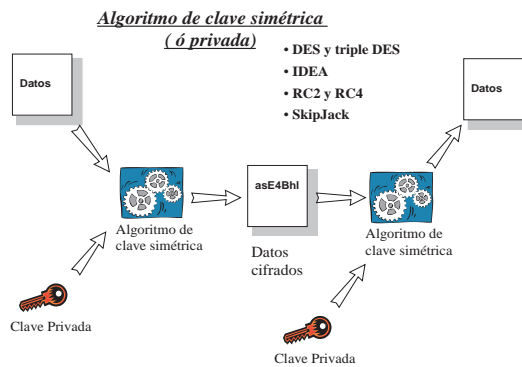 Algoritmo de clave simétrica
( ó privada)
• DES y triple DES
• IDEA
• RC2 y RC4
• SkipJack
Datos
Datos
asE4BhI
Algoritmo de
clave simétrica
Datos
cifrados
Algoritmo de
clave simétrica
Clave Privada
Clave Privada